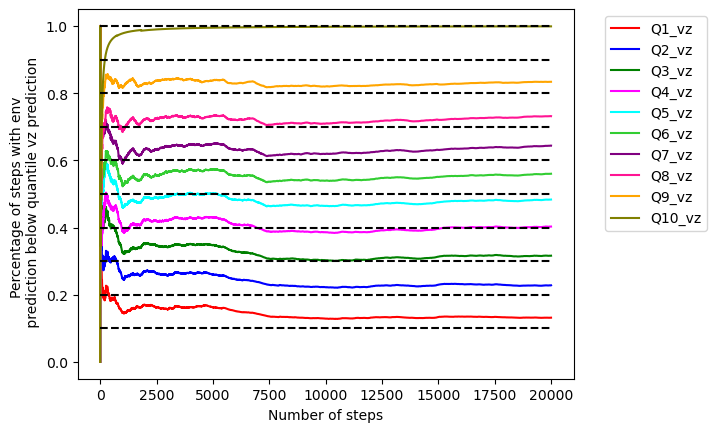 1.0
0.8
0.6
0.4
0.2
0.0
Percentage of steps with env
prediction below quantile vz prediction
0
2500
5000
7500
10000
12500
15000
17500
20000
Number of steps
Q1_vz
Q2_vz
Q3_vz
Q4_vz
Q5_vz
Q6_vz
Q7_vz
Q8_vz
Q9_vz
Q10_vz